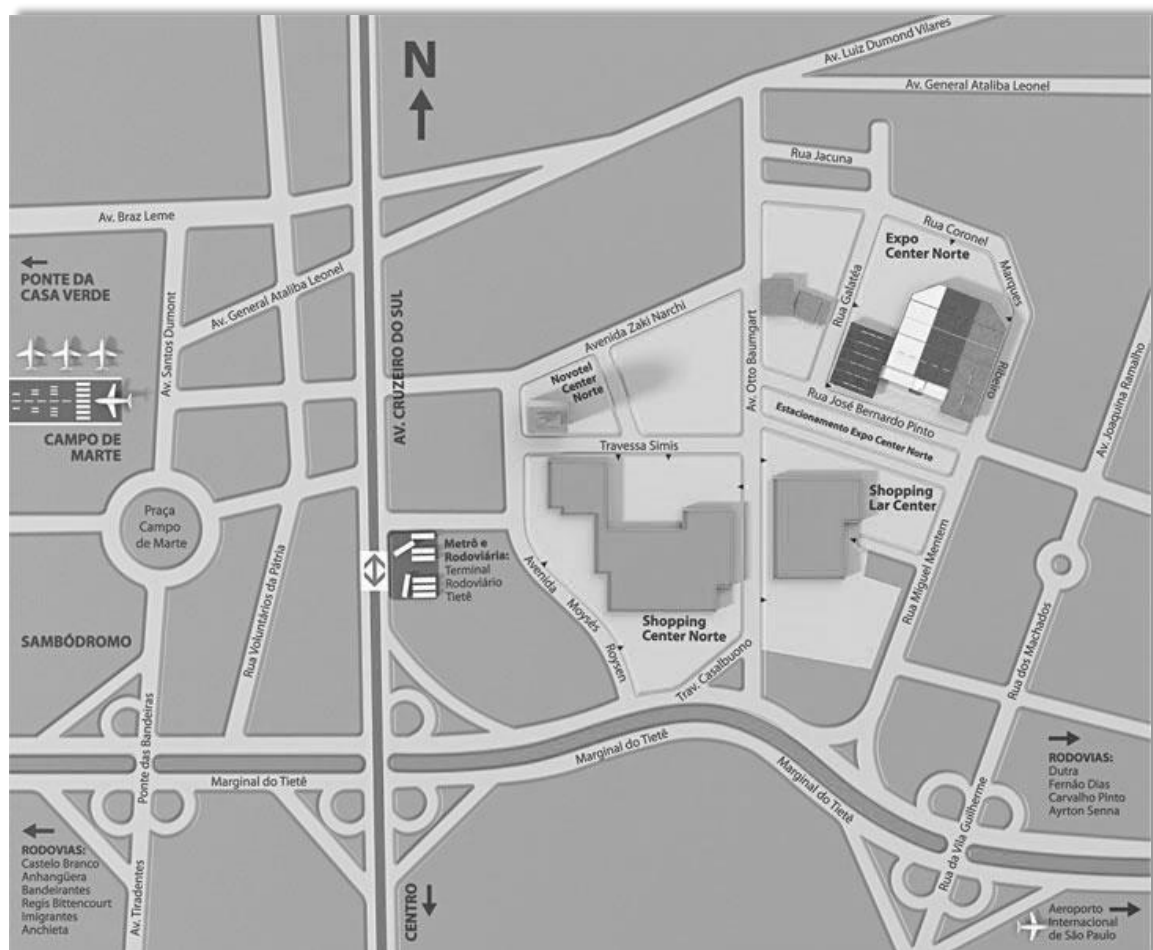 N
Av. Luiz Dumond Vilares
Av. General Ataliba Leonel
Rua Jacuna
Av. Braz Leme
Rua Coronel
Marques
Ribeiro
Expo
Center Norte
PONTE DA
CASA VERDE
Av. General Ataliba Leonel
Av. Santos Dumont
AV. CRUZEIRO DO SUL
Rua Galatéa
Avenida Zaki Narchi
Av. Otto Baumgart
Novotel
Center
Norte
Av. Joaquina Ramalho
CAMPO DE
MARTE
Rua José Bernardo Pinto
Estacionamento Expo Center Norte
Travessa Simis
Praça
Campo
de Marte
Shopping
Lar Center
Metrô e
Rodoviária:
Terminal
Rodoviário
Tietê
Avenida
Moysés
Roysen
Rua Voluntários da Pátria
Rua Miguel Mentem
SAMBÓDROMO
Shopping
Center Norte
Trav. Casalbuono
Rua dos Machados
Ponte das Bandeiras
Marginal do Tietê
Marginal do Tietê
Marginal do Tietê
RODOVIAS:
Dutra
Fernão Dias
Carvalho Pinto
Ayrton Senna
Rua da Vila Guilherme
RODOVIAS:
Castelo Branco
Anhangüera
Bandeirantes
Regis Bittencourt
Imigrantes
Anchieta
Av. Tiradentes
CENTRO
Aeroporto
Internacional
de São Paulo